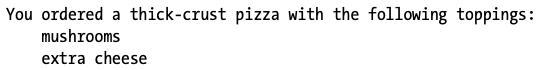 You ordered a thick-crust pizza with the following toppings:
mushrooms
extra cheese